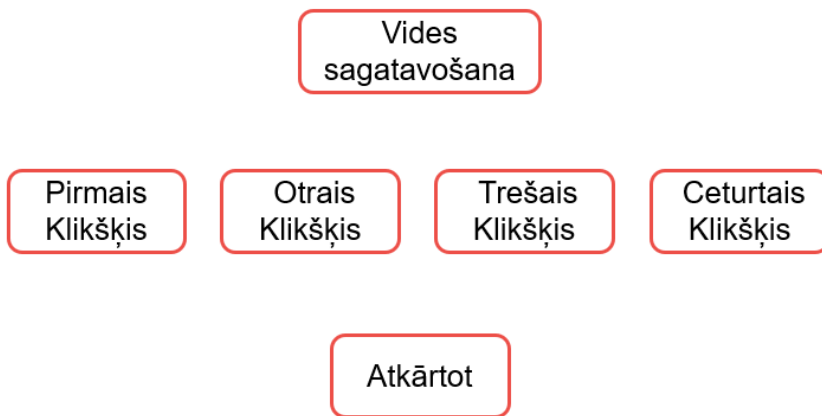 Vides
sagatavošana
Pirmais
Klikšķis
Otrais
Klikšķis
Trešais
Klikšķis
Ceturtais
Klikšķis
Atkārtot